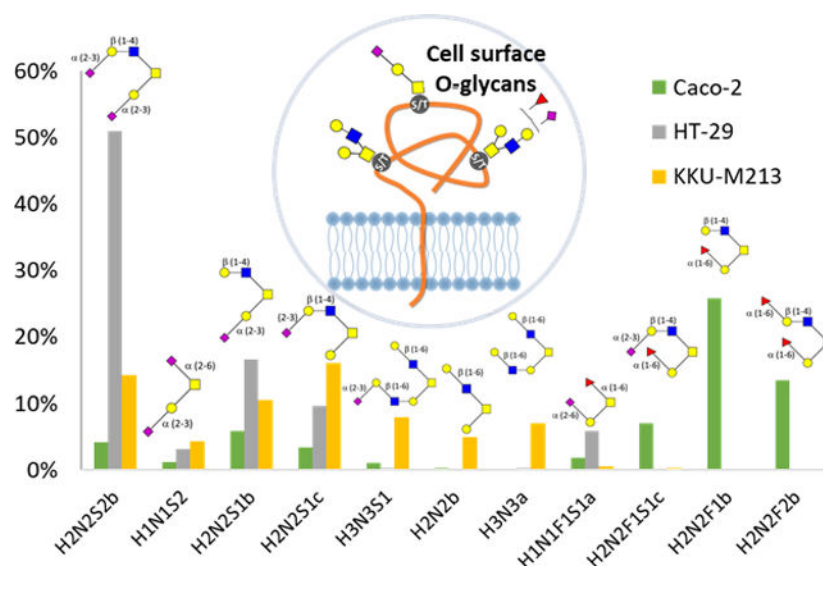 Cell surface
O-glycans
S/T
S/T
S/T
60%
50%
40%
30%
20%
10%
0%
Caco-2
HT-29
KKU-M213
β (1-4)
α (2-3)
α (2-3)
α (2-6)
α (2-3)
β (1-4)
α (2-3)
β (1-4)
(2-3)
β (1-6)
α (2-3)
β (1-6)
β (1-6)
β (1-6)
β (1-6)
α (1-6)
α (2-6)
β (1-4)
α (2-3)
α (1-6)
β (1-4)
α (1-6)
β (1-4)
α (1-6)
α (1-6)
H2N2S2b
H1N1S2
H2N2S1b
H2N2S1c
H3N3S1
H2N2b
H3N3a
H1N1F1S1a
H2N2F1S1c
H2N2F1b
H2N2F2b